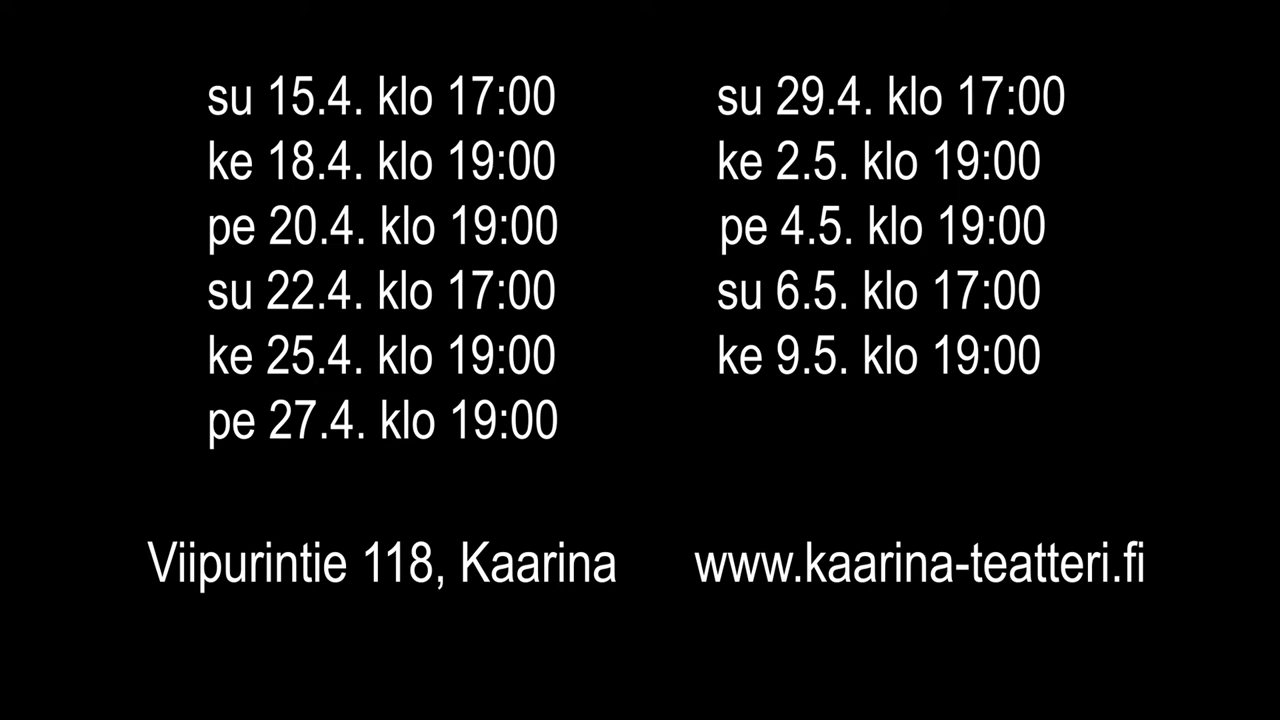 su 15.4. klo 17:00
ke 18.4. klo 19:00
pe 20.4. klo 19:00
su 22.4. klo 17:00
ke 25.4. klo 19:00
pe 27.4. klo 19:00
su 29.4. klo 17:00
ke 2.5. klo 19:00
pe 4.5. klo 19:00
su 6.5. klo 17:00
ke 9.5. klo 19:00
Viipurintie 118, Kaarina
www.kaarina-teatteri.fi